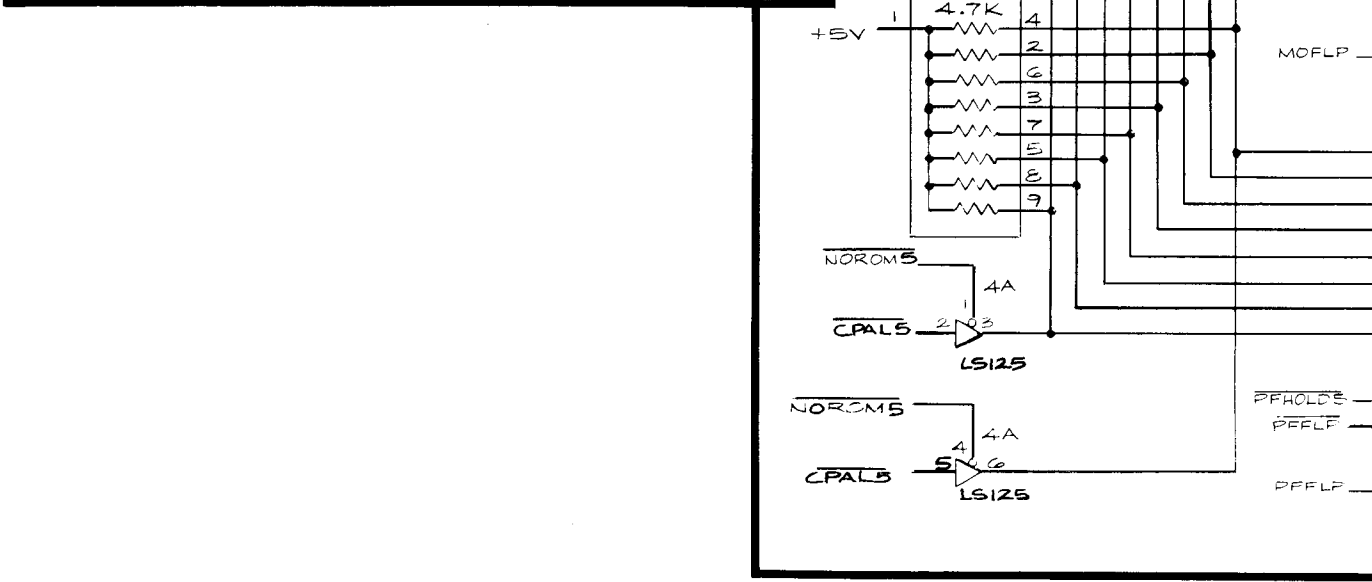 4.7K
+5V 1 4
2
6
3
7
5
8
9
MOFLP
NOROM5
4A
1
CPAL5 2 3
LS125
NOROM5
4A
4
CPAL5 5 6
LS125
PFHOLD5
PFFLP
PFFLP